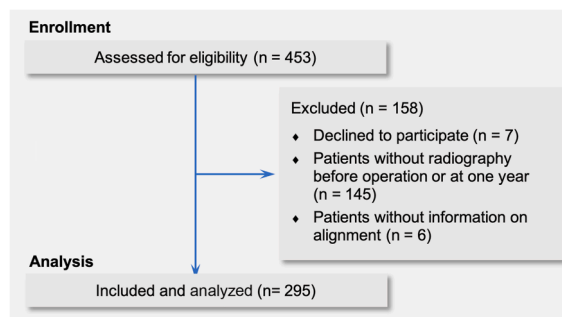 Enrollment
Assessed for eligibility (n = 453)
Excluded (n = 158)
♦ Declined to participate (n = 7)
♦ Patients without radiography
before operation or at one year
(n = 145)
♦ Patients without information on
alignment (n = 6)
Analysis
Included and analyzed (n= 295)